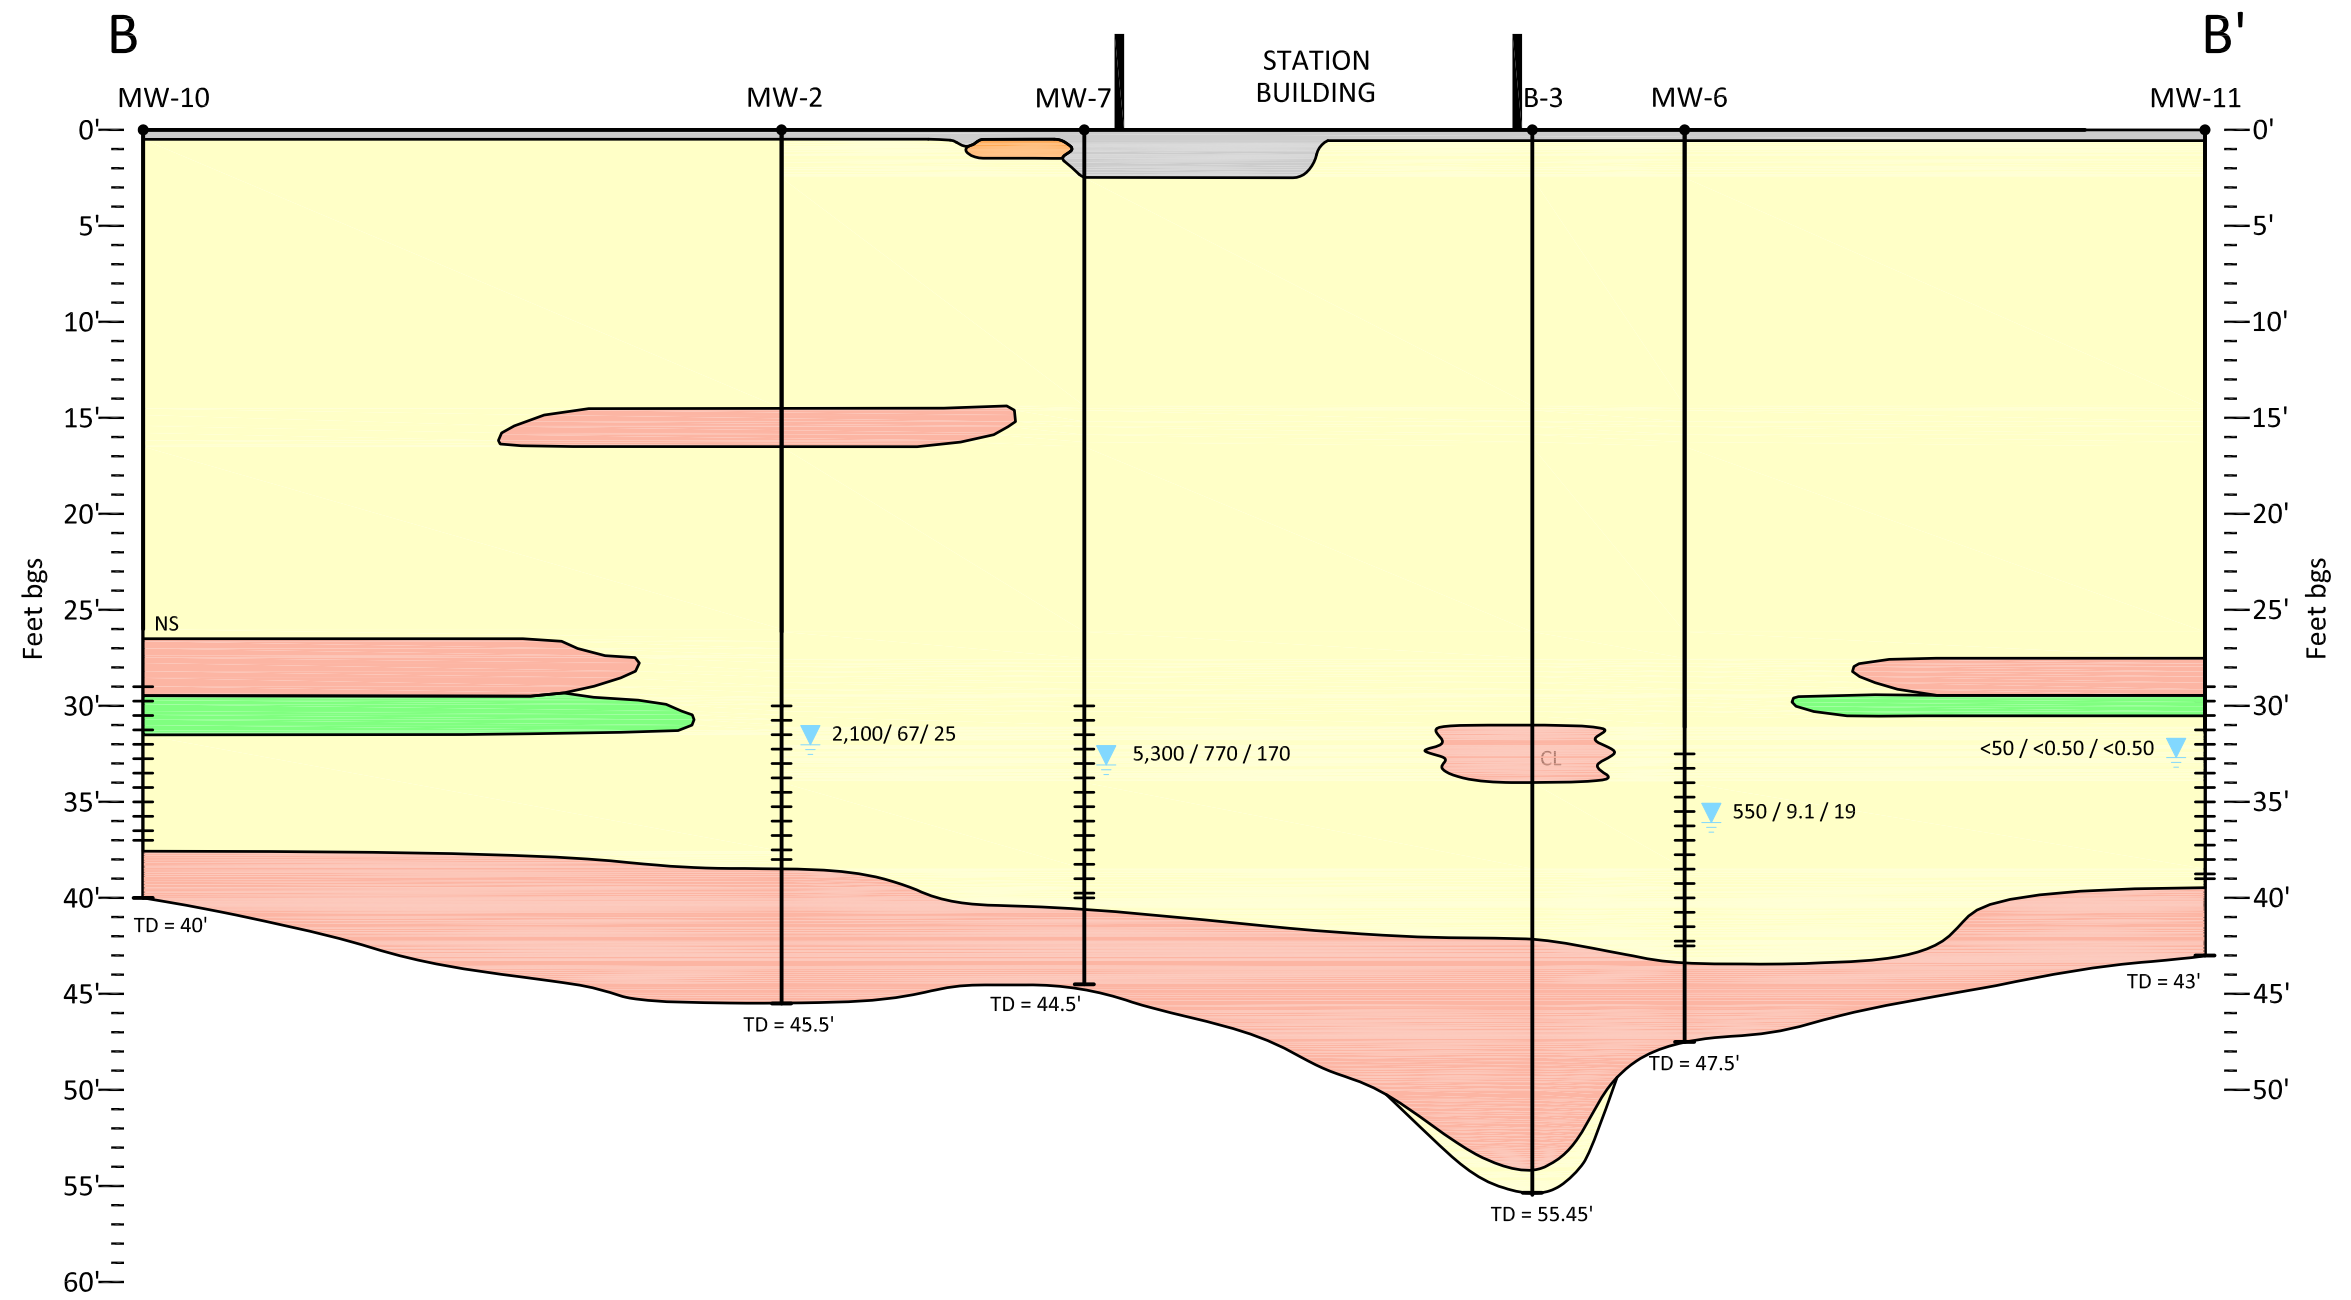 B
B'
STATION
BUILDING
MW-10
MW-2
MW-7
B-3
MW-6
MW-11
0'
0'
5'
5'
10'
10'
15'
15'
20'
20'
25'
25'
Feet bgs
Feet bgs
NS
30'
30'
2,100/ 67/ 25
5,300 / 770 / 170
CL
<50 / <0.50 / <0.50
35'
35'
550 / 9.1 / 19
40'
40'
TD = 40'
45'
45'
TD = 43'
TD = 44.5'
TD = 45.5'
TD = 47.5'
50'
50'
55'
TD = 55.45'
60'